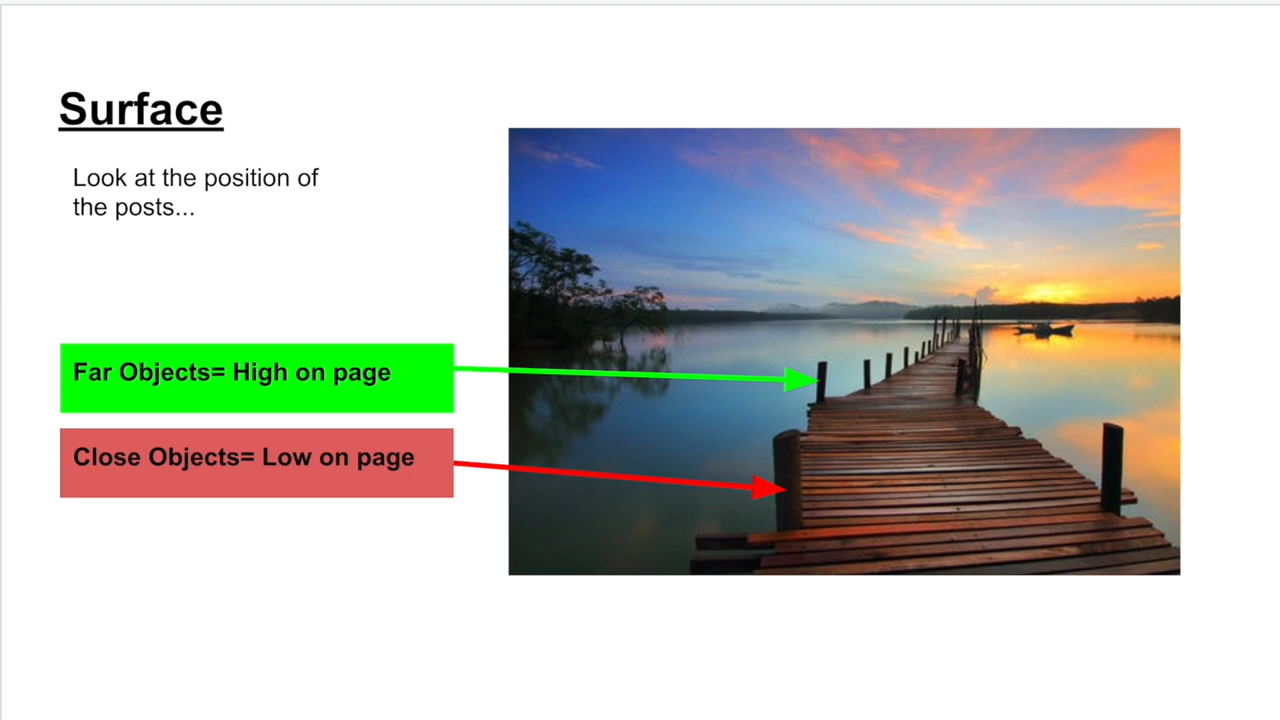 Surface
Look at the position of
the posts...
Far Objects= High on page
Close Objects= Low on page